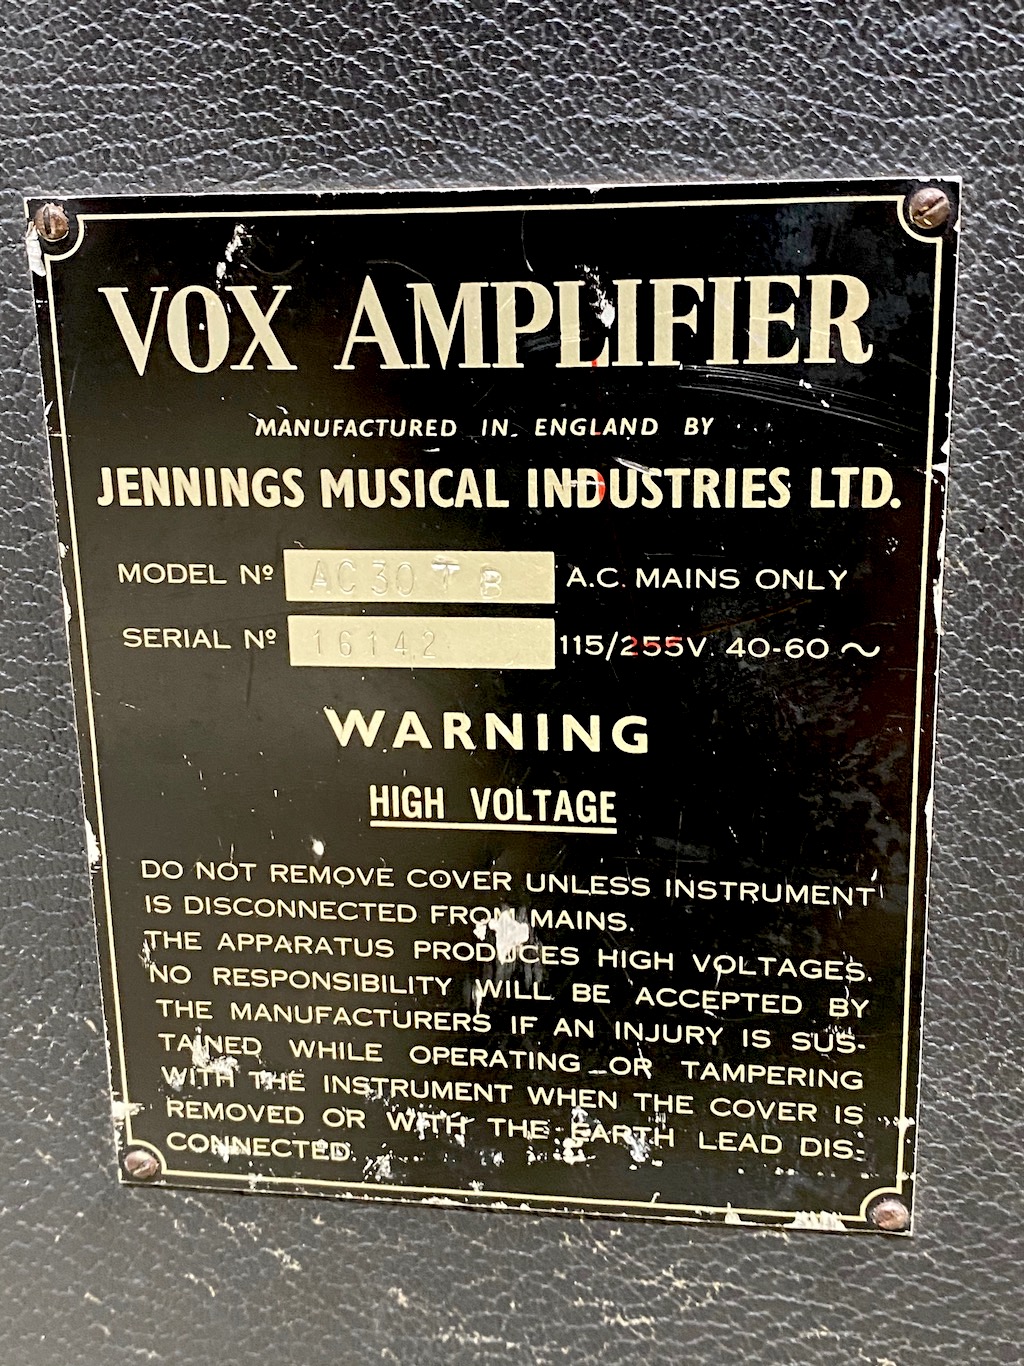 VOX AMPLIFIER
MANUFACTURED IN ENGLAND BY
JENNINGS MUSICAL INDUSTRIES LTD.
MODEL Nº AC30TB A.C. MAINS ONLY
SERIAL Nº 16142 115/255V. 40-60 ~
WARNING
HIGH VOLTAGE
DO NOT REMOVE COVER UNLESS INSTRUMENT
IS DISCONNECTED FROM MAINS.
THE APPARATUS PRODUCES HIGH VOLTAGES.
NO RESPONSIBILITY WILL BE ACCEPTED BY
THE MANUFACTURERS IF AN INJURY IS SUS-
TAINED WHILE OPERATING OR TAMPERING
WITH THE INSTRUMENT WHEN THE COVER IS
REMOVED OR WITH THE EARTH LEAD DIS-
CONNECTED.